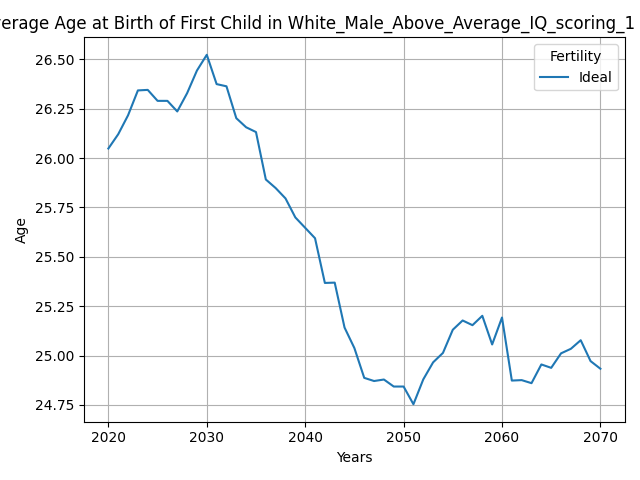 verage Age at Birth of First Child in White_Male_Above_Average_IQ_scoring_1
Fertility
Ideal
26.50
26.25
26.00
25.75
25.50
25.25
25.00
24.75
Age
2020 2030 2040 2050 2060 2070
Years